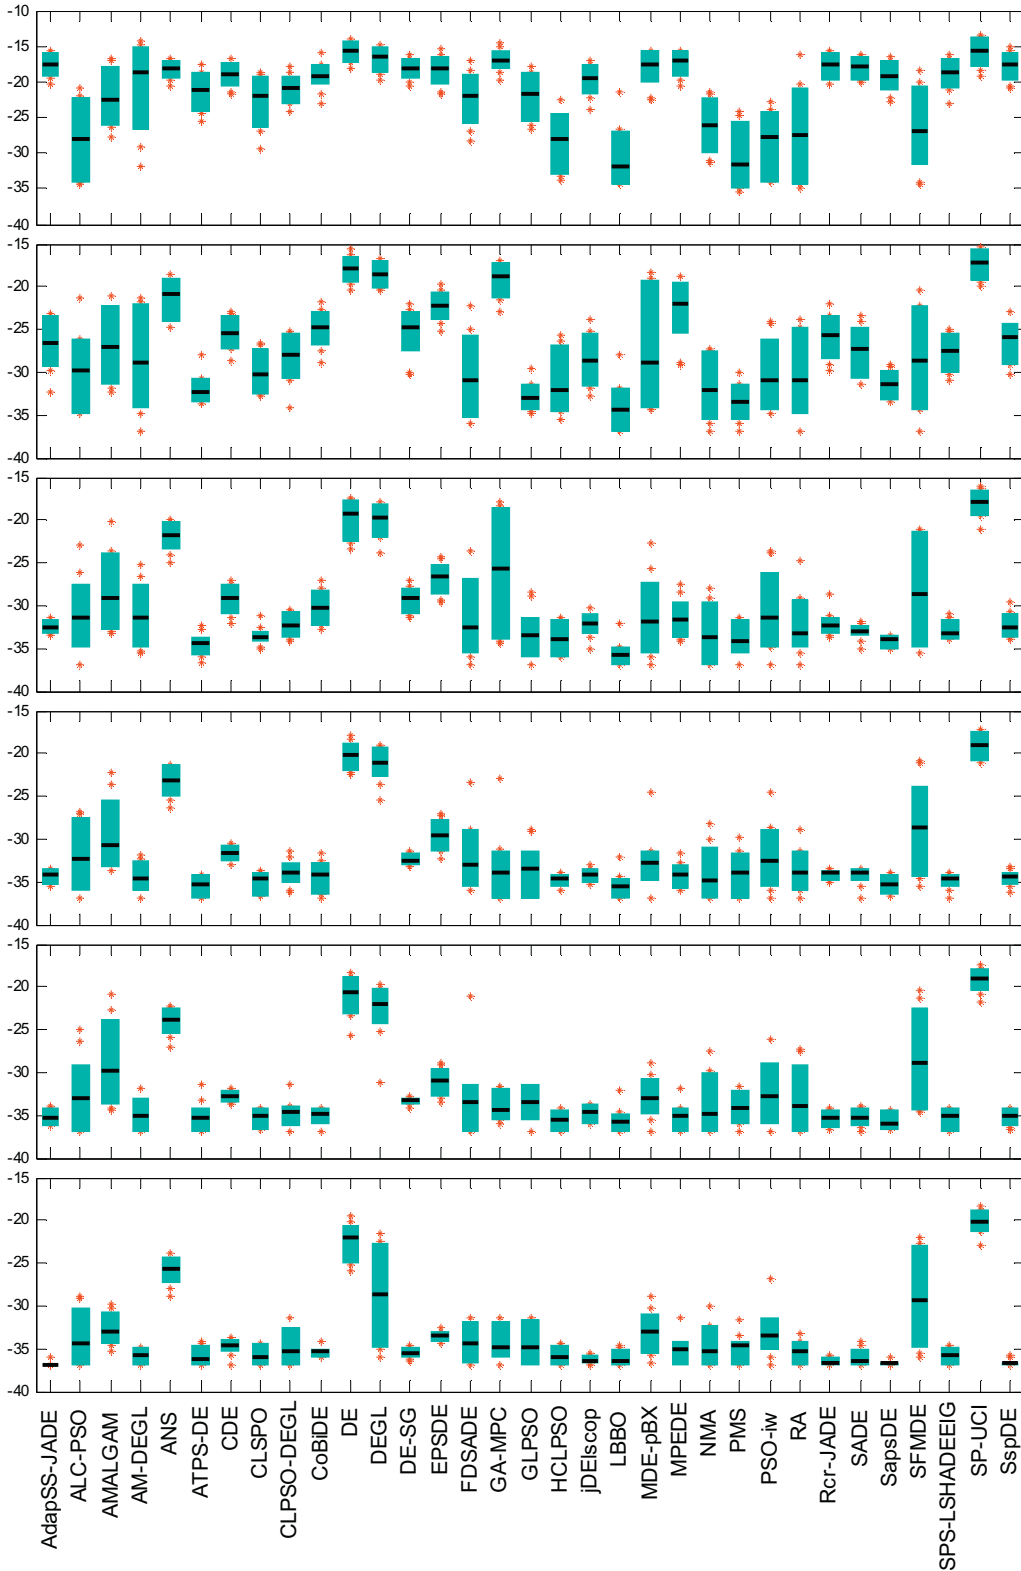 -10
-15
-20
-25
-30
-35
-40
-15
-20
-25
-30
-35
-40
-15
-20
-25
-30
-35
-40
-15
-20
-25
-30
-35
-40
-15
-20
-25
-30
-35
-40
-15
-20
-25
-30
-35
-40
AdapSS-JADE
ALC-PSO
AMALGAM
AM-DEGL
ANS
ATPS-DE
CDE
CLSPO
CLPSO-DEGL
CoBiDE
DE
DEGL
DE-SG
EPSDE
FDSADE
GA-MPC
GLPSO
HCLPSO
jDElscop
LBBO
MDE-pBX
MPEDE
NMA
PMS
PSO-iw
RA
Rcr-JADE
SADE
SapsDE
SFMDE
SPS-LSHADEEIG
SP-UCI
SspDE